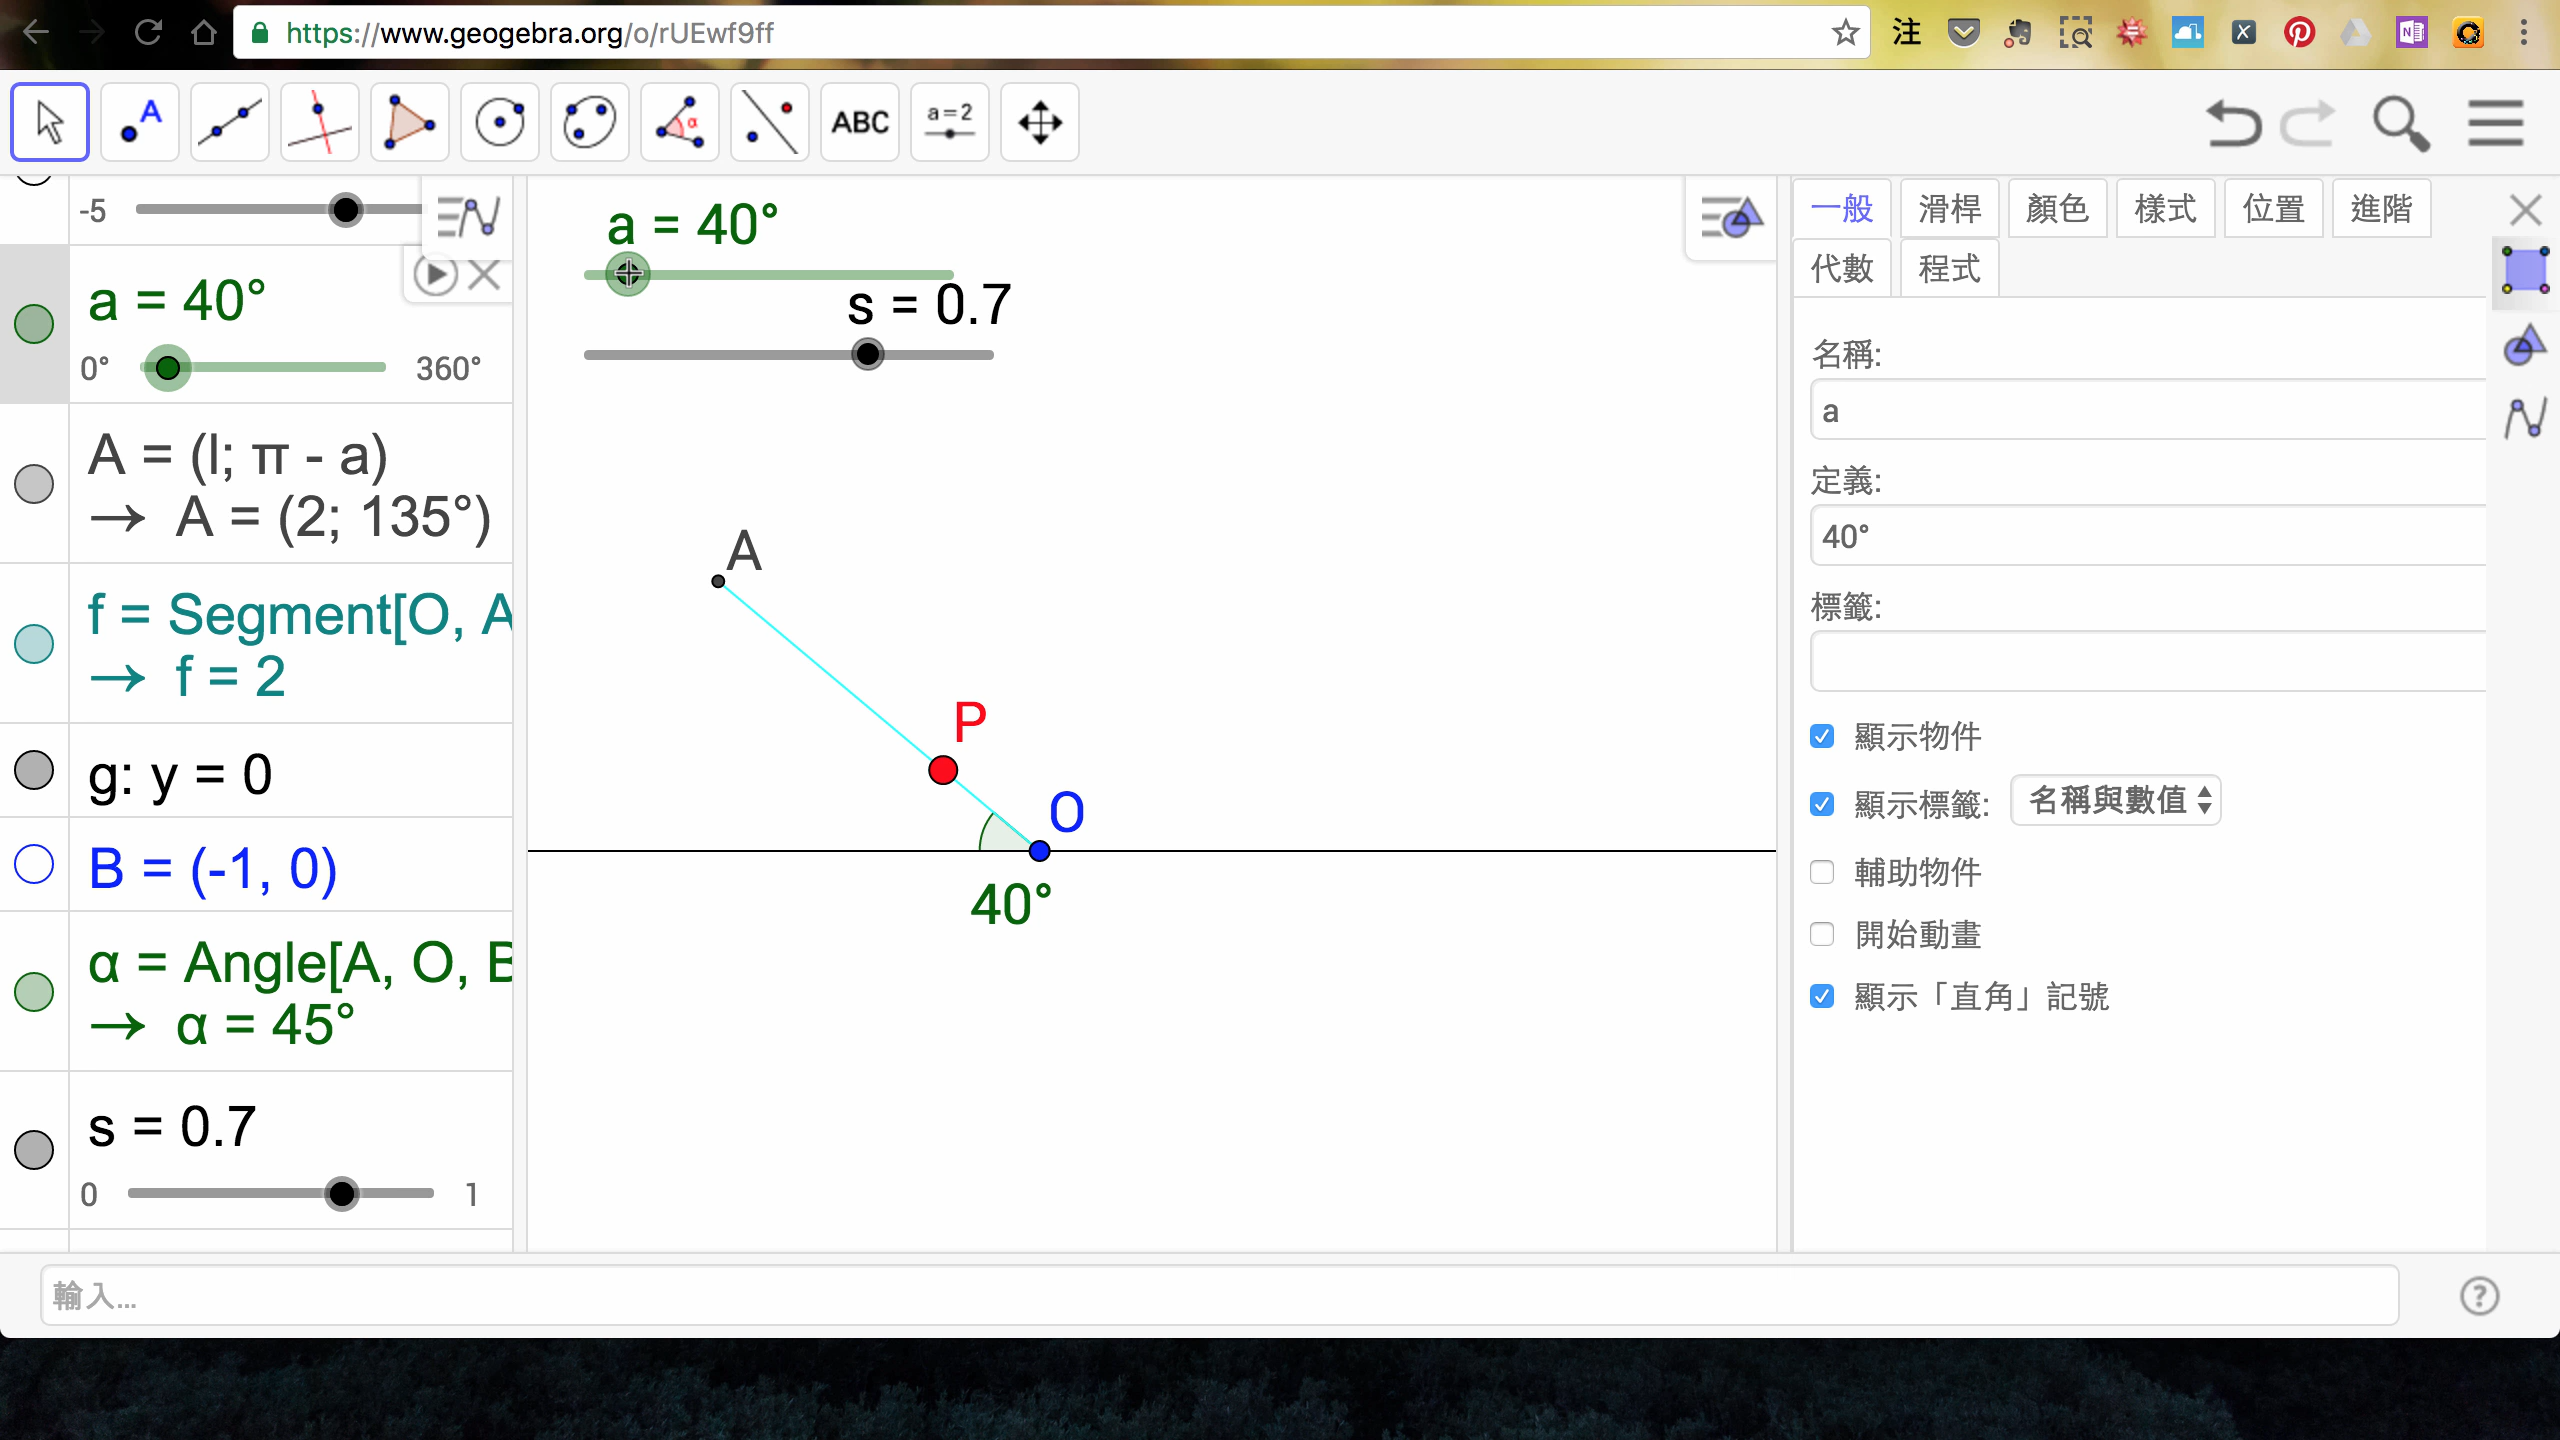 https://www.geogebra.org/o/rUEwf9ff
注
A
α
ABC
a=2
-5
a = 40°
0°
360°
A = (l; π - a)
→ A = (2; 135°)
f = Segment[O, A
→ f = 2
g: y = 0
B = (-1, 0)
α = Angle[A, O, B
→ α = 45°
s = 0.7
0
1
a = 40°
s = 0.7
A
P
O
40°
一般
滑桿
顏色
樣式
位置
進階
代數
程式
名稱:
a
定義:
40°
標籤:
顯示物件
顯示標籤: 名稱與數值
輔助物件
開始動畫
顯示「直角」記號
輸入...
?